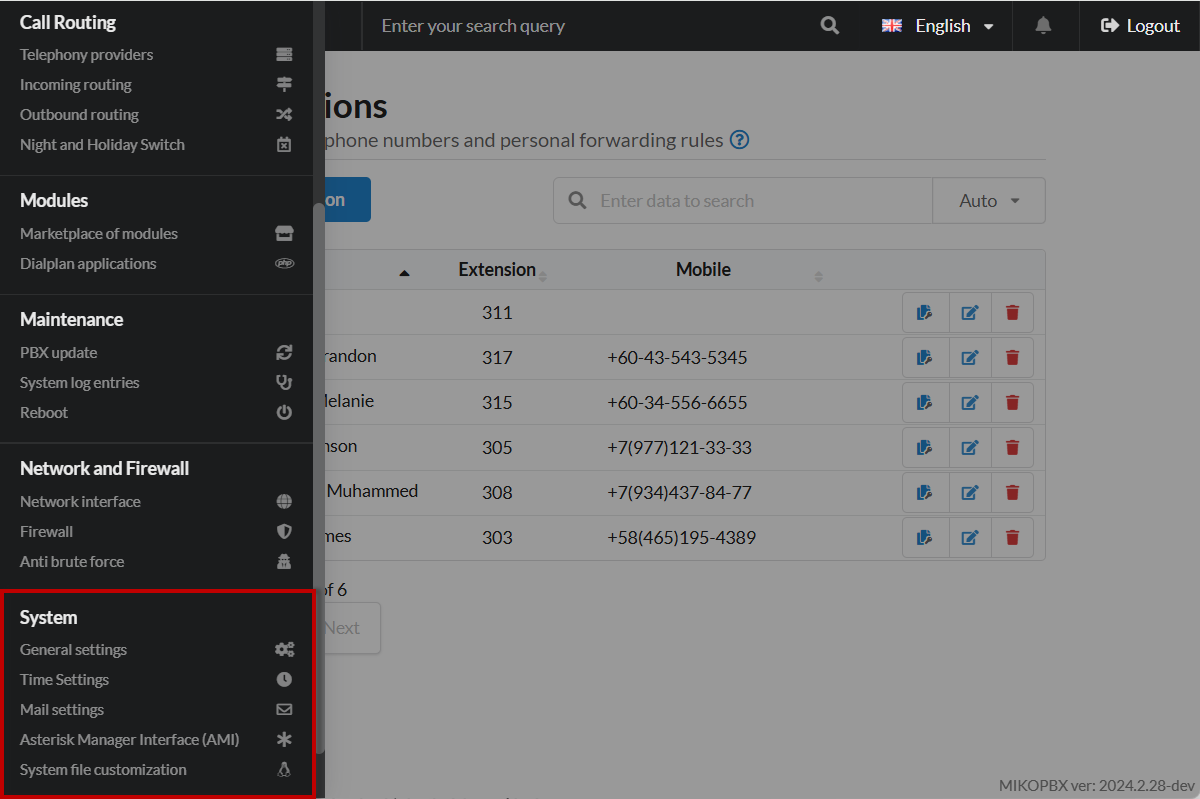 Call Routing
Telephony providers
Incoming routing
Outbound routing
Night and Holiday Switch
Modules
Marketplace of modules
Dialplan applications
php
Maintenance
PBX update
System log entries
Reboot
Network and Firewall
Network interface
Firewall
Anti brute force
System
General settings
Time Settings
Mail settings
Asterisk Manager Interface (AMI)
System file customization
Enter your search query
English
Logout
ions
phone numbers and personal forwarding rules ?
on
Enter data to search
Auto
Extension Mobile
311
randon 317 +60-43-543-5345
Melanie 315 +60-34-556-6655
nson 305 +7(977)121-33-33
Muhammed 308 +7(934)437-84-77
mes 303 +58(465)195-4389
of 6
Next
MIKOPBX ver: 2024.2.28-dev